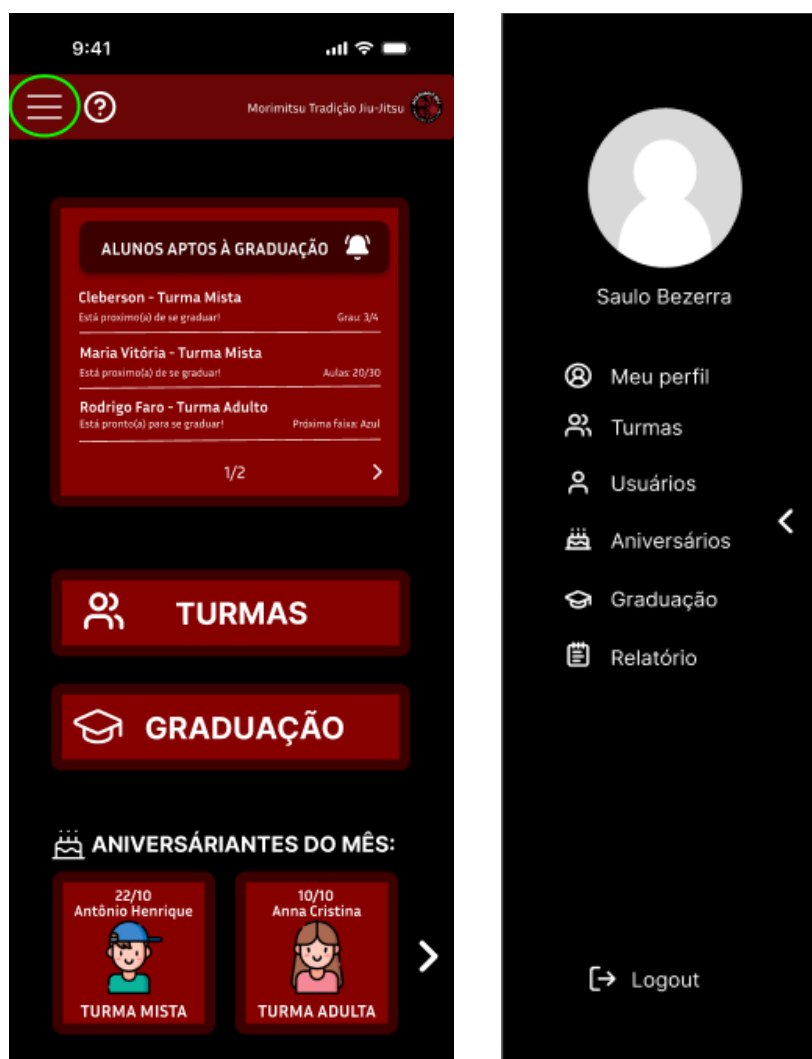 9:41
Morimitsu Tradição Jiu-Jitsu
ALUNOS APTOS À GRADUAÇÃO
Cleberson - Turma Mista
Está proximo(a) de se graduar! Grau: 3/4
Maria Vitória - Turma Mista
Está proximo(a) de se graduar! Aulas: 20/30
Rodrigo Faro - Turma Adulto
Está pronto(a) para se graduar! Próxima faixa: Azul
1/2
TURMAS
GRADUAÇÃO
ANIVERSÁRIANTES DO MÊS:
22/10
Antônio Henrique
TURMA MISTA
10/10
Anna Cristina
TURMA ADULTA
Saulo Bezerra
Meu perfil
Turmas
Usuários
Aniversários
Graduação
Relatório
Logout